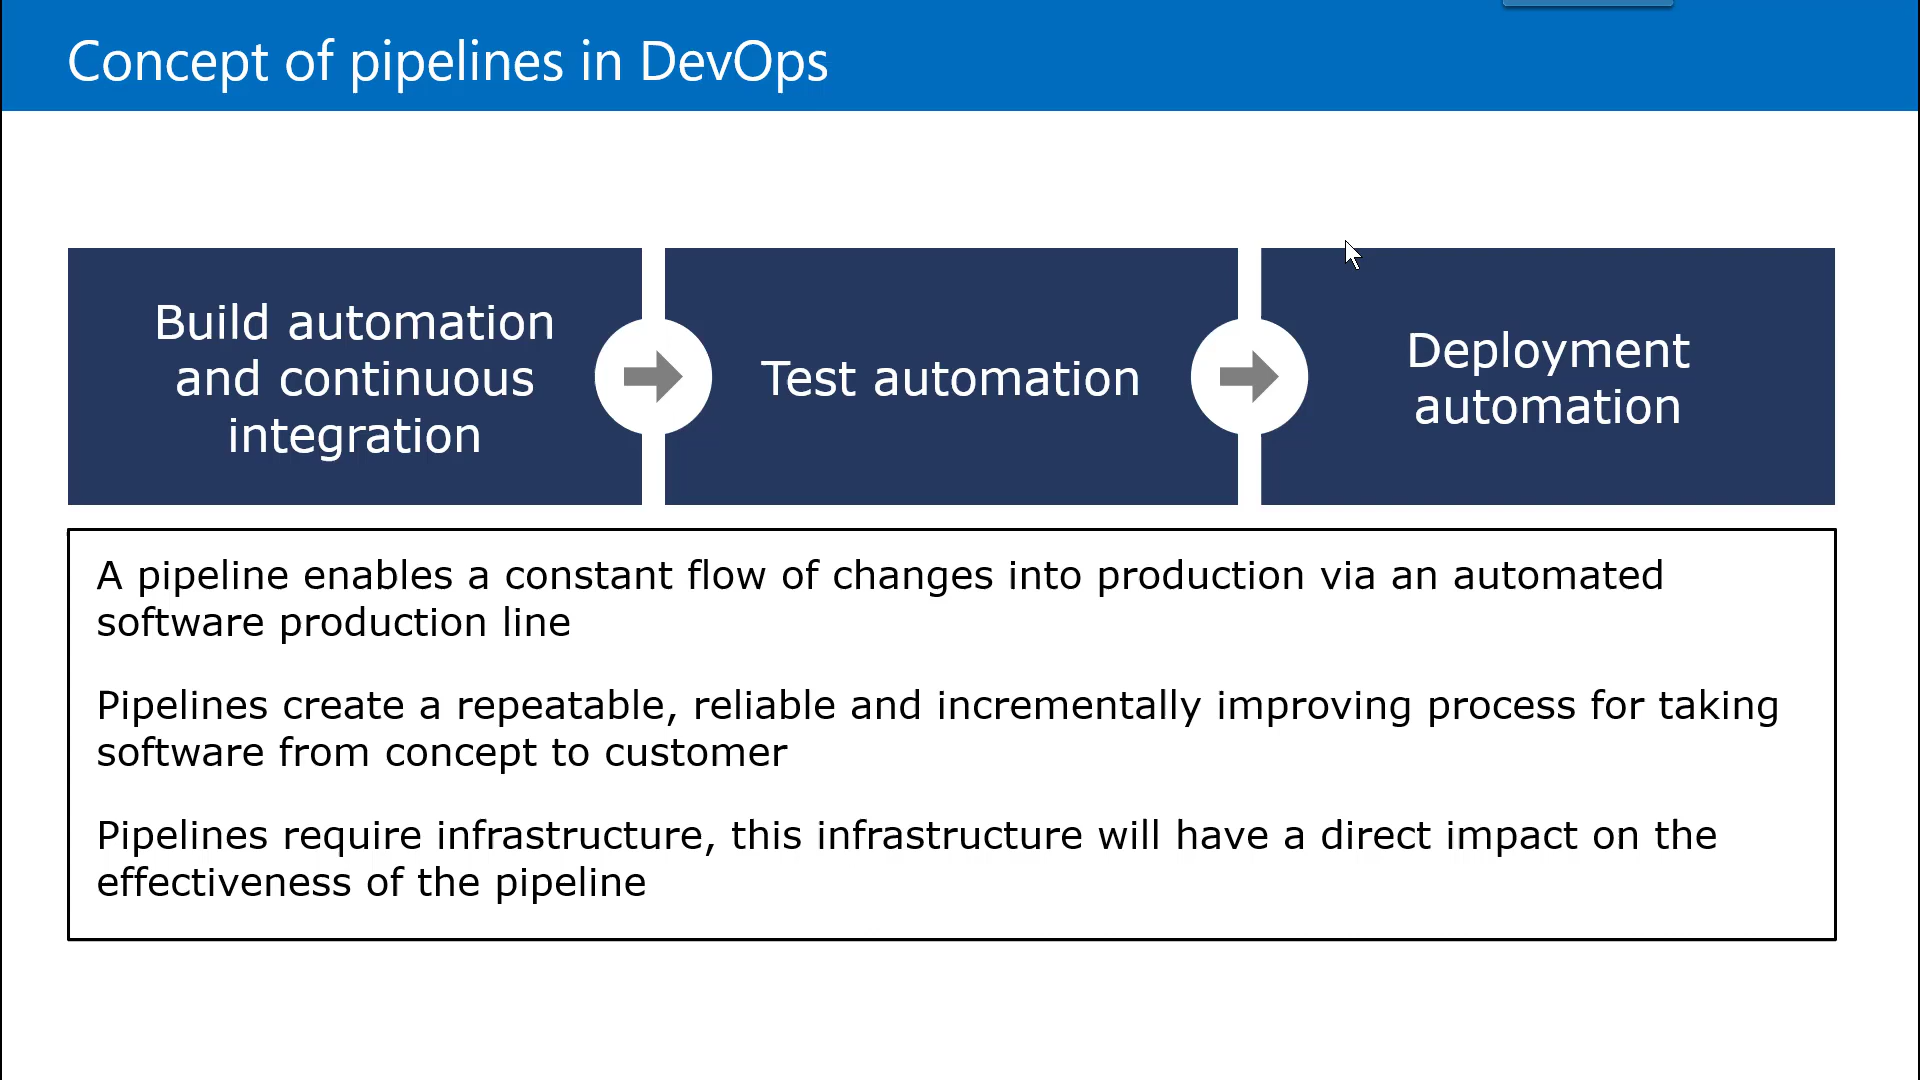 Concept of pipelines in DevOps
Build automation
and continuous
integration
Test automation
Deployment
automation
A pipeline enables a constant flow of changes into production via an automated
software production line
Pipelines create a repeatable, reliable and incrementally improving process for taking
software from concept to customer
Pipelines require infrastructure, this infrastructure will have a direct impact on the
effectiveness of the pipeline